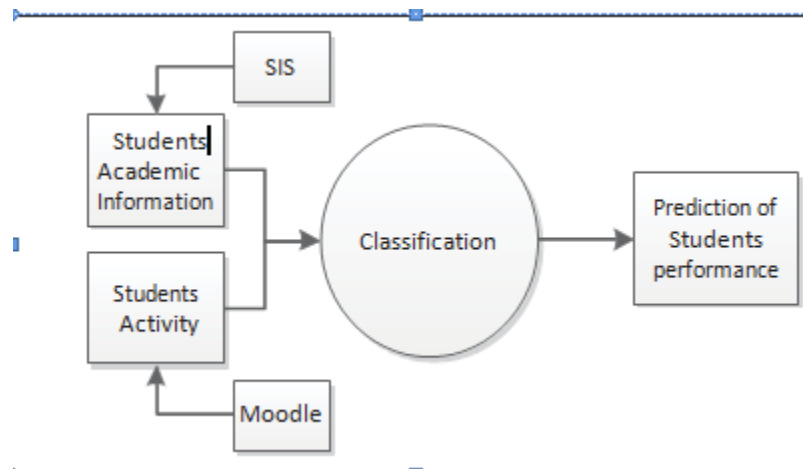 SIS
Students
Academic
Information
Students
Activity
Moodle
Classification
Prediction of
Students
performance